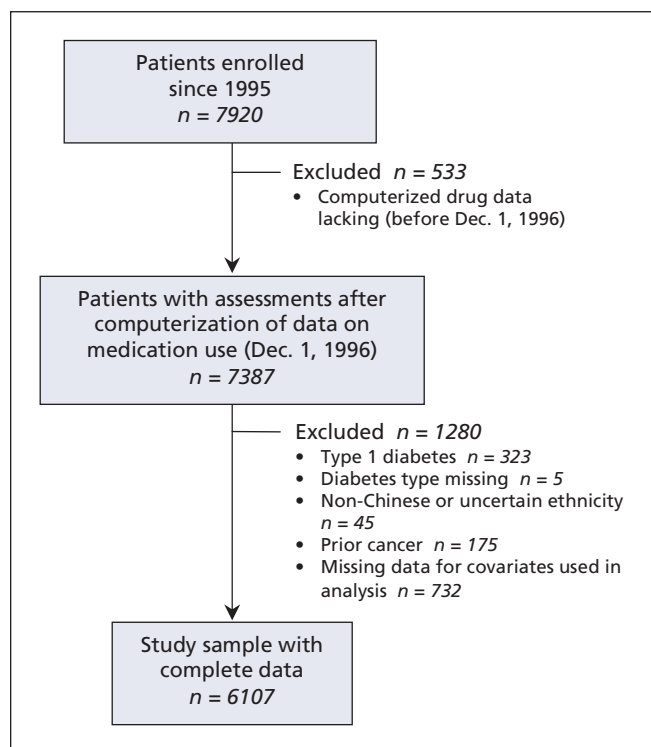 Patients enrolled
since 1995
n = 7920
Excluded n = 533
• Computerized drug data
lacking (before Dec. 1, 1996)
Patients with assessments after
computerization of data on
medication use (Dec. 1, 1996)
n = 7387
Excluded n = 1280
• Type 1 diabetes n = 323
• Diabetes type missing n = 5
• Non-Chinese or uncertain ethnicity
n = 45
• Prior cancer n = 175
• Missing data for covariates used in
analysis n = 732
Study sample with
complete data
n = 6107